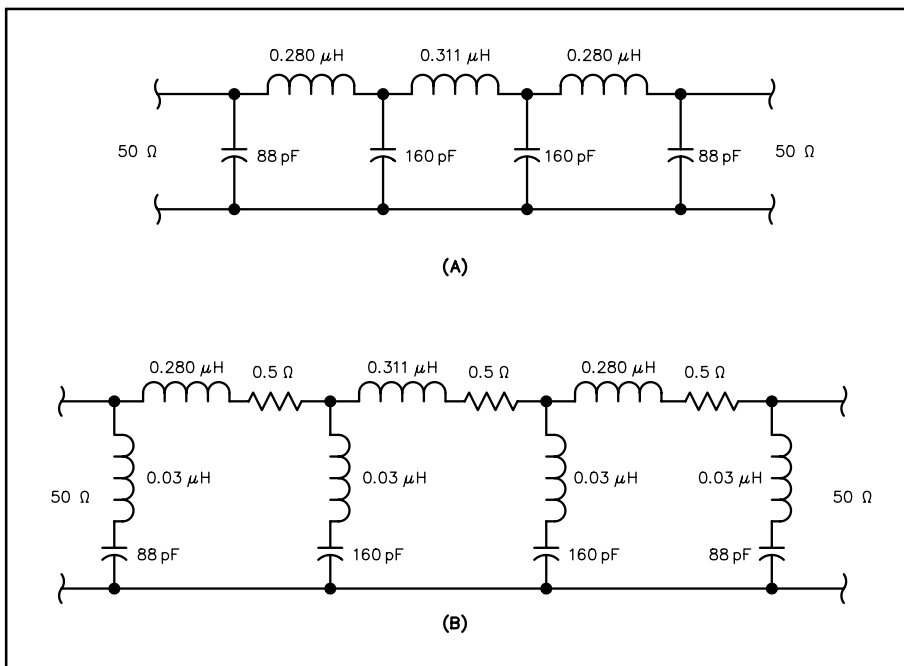 0.280 μH 0.311 μH 0.280 μH
50 Ω 88 pF 160 pF 160 pF 88 pF 50 Ω
(A)
0.280 μH 0.5 Ω 0.311 μH 0.5 Ω 0.280 μH 0.5 Ω
0.03 μH 0.03 μH 0.03 μH 0.03 μH
50 Ω 50 Ω
88 pF 160 pF 160 pF 88 pF
(B)